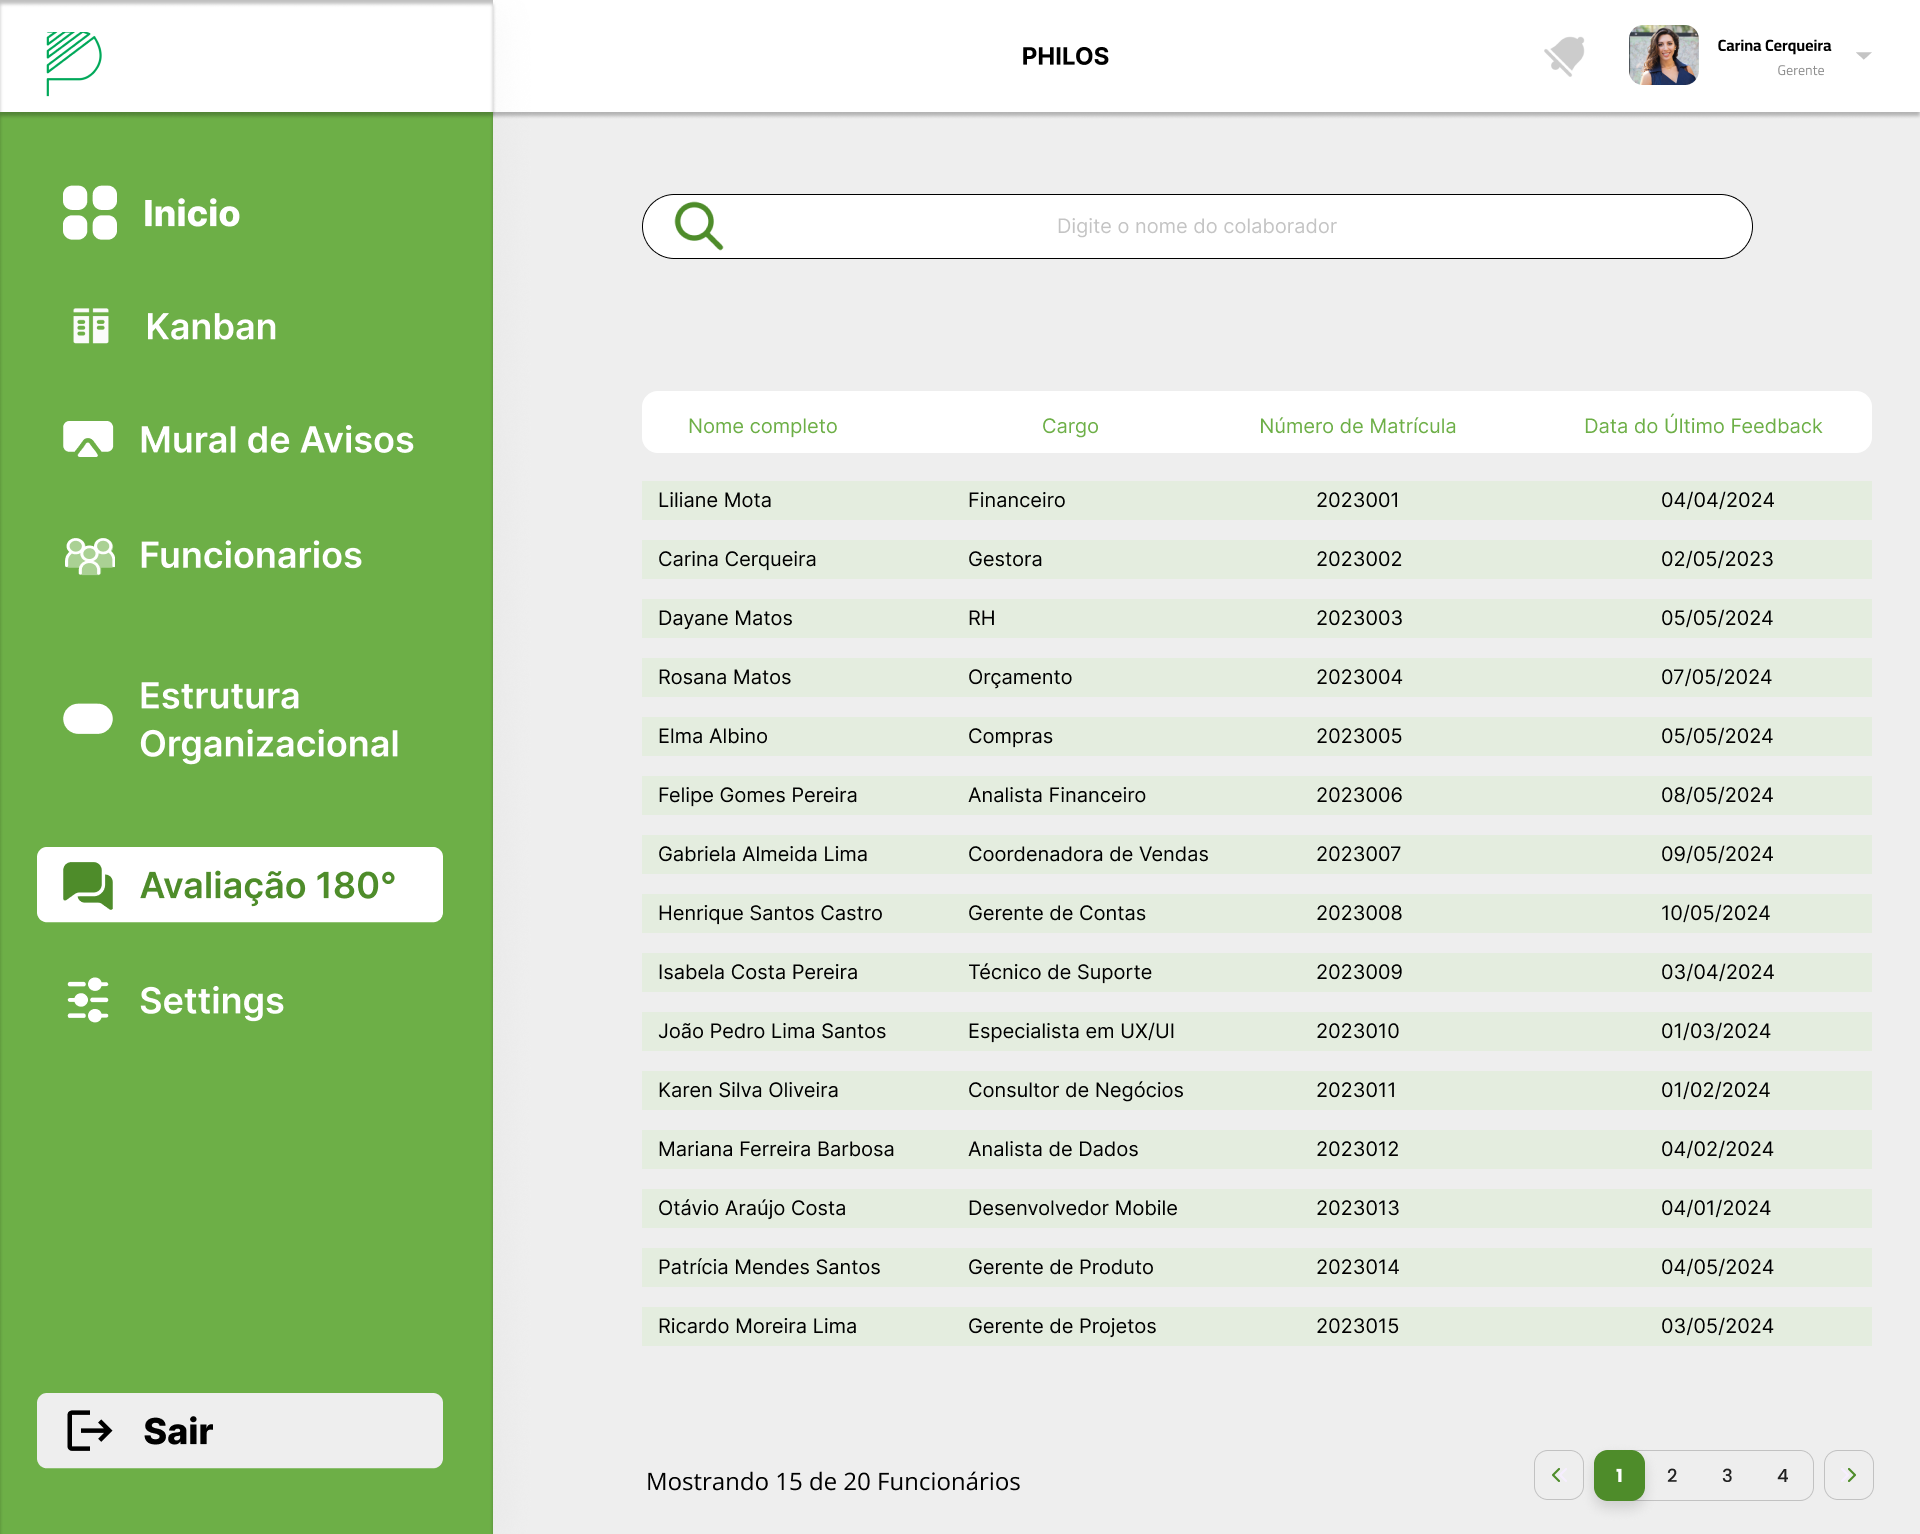 PHILOS
Carina Cerqueira
Gerente
Inicio
Kanban
Mural de Avisos
Funcionarios
Estrutura
Organizacional
Avaliação 180°
Settings
Sair
Digite o nome do colaborador
Nome completo Cargo Número de Matrícula Data do Último Feedback
Liliane Mota Financeiro 2023001 04/04/2024
Carina Cerqueira Gestora 2023002 02/05/2023
Dayane Matos RH 2023003 05/05/2024
Rosana Matos Orçamento 2023004 07/05/2024
Elma Albino Compras 2023005 05/05/2024
Felipe Gomes Pereira Analista Financeiro 2023006 08/05/2024
Gabriela Almeida Lima Coordenadora de Vendas 2023007 09/05/2024
Henrique Santos Castro Gerente de Contas 2023008 10/05/2024
Isabela Costa Pereira Técnico de Suporte 2023009 03/04/2024
João Pedro Lima Santos Especialista em UX/UI 2023010 01/03/2024
Karen Silva Oliveira Consultor de Negócios 2023011 01/02/2024
Mariana Ferreira Barbosa Analista de Dados 2023012 04/02/2024
Otávio Araújo Costa Desenvolvedor Mobile 2023013 04/01/2024
Patrícia Mendes Santos Gerente de Produto 2023014 04/05/2024
Ricardo Moreira Lima Gerente de Projetos 2023015 03/05/2024
Mostrando 15 de 20 Funcionários
1 2 3 4